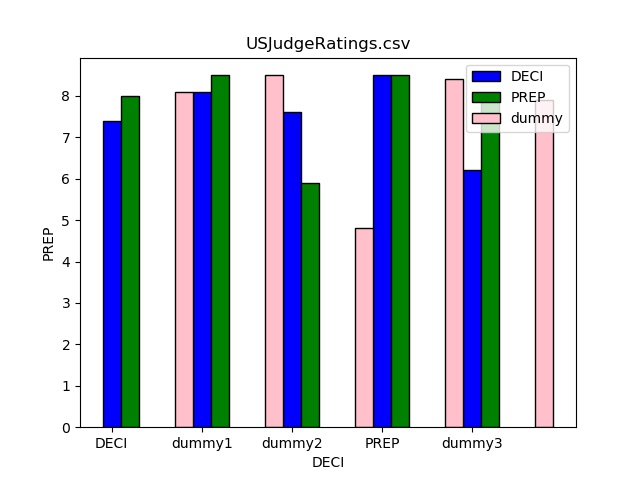 USJudgeRatings.csv
DECI
PREP
dummy
PREP
8
7
6
5
4
3
2
1
0
DECI dummy1 dummy2 PREP dummy3
DECI